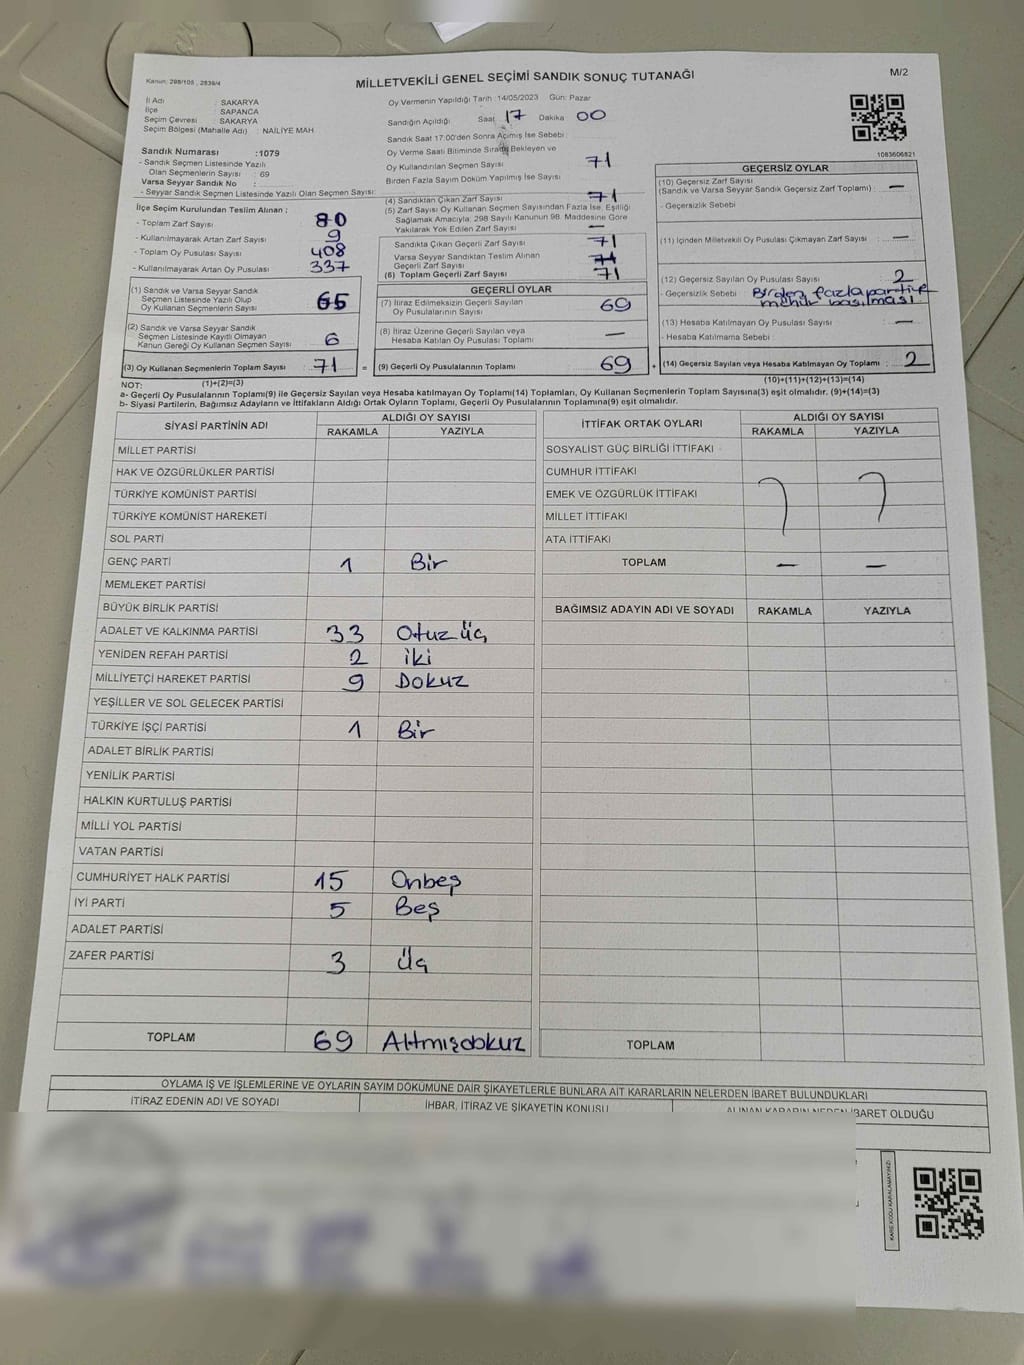 Kanun: 298/105 , 2839/4
MİLLETVEKİLİ GENEL SEÇİMİ SANDIK SONUÇ TUTANAĞI
M/2
İl Adı : SAKARYA
İlçe : SAPANCA
Seçim Çevresi : SAKARYA
Seçim Bölgesi (Mahalle Adı) : NAİLİYE MAH.
Oy Vermenin Yapıldığı Tarih :14/05/2023 Gün: Pazar
Sandığın Açıldığı Saat 17 Dakika 00
Sandık Saat 17:00'den Sonra Açılmış İse Sebebi :
Sandık Numarası :1079
- Sandık Seçmen Listesinde Yazılı
Olan Seçmenlerin Sayısı : 69
Varsa Seyyar Sandık No :
- Seyyar Sandık Seçmen Listesinde Yazılı Olan Seçmen Sayısı:
Oy Verme Saati Bitiminde Sırada Bekleyen ve
Oy Kullandırılan Seçmen Sayısı 71
Birden Fazla Sayım Döküm Yapılmış İse Sayısı
1083606821
İlçe Seçim Kurulundan Teslim Alınan :
- Toplam Zarf Sayısı 80
- Kullanılmayarak Artan Zarf Sayısı 9
- Toplam Oy Pusulası Sayısı 408
- Kullanılmayarak Artan Oy Pusulası 337
(4) Sandıktan Çıkan Zarf Sayısı 71
(5) Zarf Sayısı Oy Kullanan Seçmen Sayısından Fazla İse, Eşitliği
Sağlamak Amacıyla; 298 Sayılı Kanunun 98. Maddesine Göre
Yakılarak Yok Edilen Zarf Sayısı —
Sandıkta Çıkan Geçerli Zarf Sayısı 71
Varsa Seyyar Sandıktan Teslim Alınan
Geçerli Zarf Sayısı
(6) Toplam Geçerli Zarf Sayısı 71
GEÇERSİZ OYLAR
(10) Geçersiz Zarf Sayısı
(Sandık ve Varsa Seyyar Sandık Geçersiz Zarf Toplamı) : —
- Geçersizlik Sebebi
(11) İçinden Milletvekili Oy Pusulası Çıkmayan Zarf Sayısı : —
(12) Geçersiz Sayılan Oy Pusulası Sayısı 2
- Geçersizlik Sebebi Birden fazla partiye
mühür basılması
(13) Hesaba Katılmayan Oy Pusulası Sayısı : —
- Hesaba Katılmama Sebebi
(14) Geçersiz Sayılan veya Hesaba Katılmayan Oy Toplamı : 2
(10)+(11)+(12)+(13)=(14)
(1) Sandık ve Varsa Seyyar Sandık
Seçmen Listesinde Yazılı Olup
Oy Kullanan Seçmenlerin Sayısı 65
(2) Sandık ve Varsa Seyyar Sandık
Seçmen Listesinde Kayıtlı Olmayan
Kanun Gereği Oy Kullanan Seçmen Sayısı 6
(3) Oy Kullanan Seçmenlerin Toplam Sayısı 71 =
(1)+(2)=(3)
GEÇERLİ OYLAR
(7) İtiraz Edilmeksizin Geçerli Sayılan
Oy Pusulalarının Sayısı 69
(8) İtiraz Üzerine Geçerli Sayılan veya
Hesaba Katılan Oy Pusulası Toplamı —
(9) Geçerli Oy Pusulalarının Toplamı 69 +
NOT:
a- Geçerli Oy Pusulalarının Toplamı(9) ile Geçersiz Sayılan veya Hesaba Katılmayan Oy Toplamı(14) Toplamları, Oy Kullanan Seçmenlerin Toplam Sayısına(3) eşit olmalıdır. (9)+(14)=(3)
b- Siyasi Partilerin, Bağımsız Adayların ve İttifakların Aldığı Ortak Oyların Toplamı, Geçerli Oy Pusulalarının Toplamına(9) eşit olmalıdır.
SİYASİ PARTİNİN ADI ALDIĞI OY SAYISI
RAKAMLA YAZIYLA
MİLLET PARTİSİ
HAK VE ÖZGÜRLÜKLER PARTİSİ
TÜRKİYE KOMÜNİST PARTİSİ
TÜRKİYE KOMÜNİST HAREKETİ
SOL PARTİ
GENÇ PARTİ 1 Bir
MEMLEKET PARTİSİ
BÜYÜK BİRLİK PARTİSİ
ADALET VE KALKINMA PARTİSİ 33 Otuz üç
YENİDEN REFAH PARTİSİ 2 iki
MİLLİYETÇİ HAREKET PARTİSİ 9 Dokuz
YEŞİLLER VE SOL GELECEK PARTİSİ
TÜRKİYE İŞÇİ PARTİSİ 1 Bir
ADALET BİRLİK PARTİSİ
YENİLİK PARTİSİ
HALKIN KURTULUŞ PARTİSİ
MİLLİ YOL PARTİSİ
VATAN PARTİSİ
CUMHURİYET HALK PARTİSİ 15 Onbeş
İYİ PARTİ 5 Beş
ADALET PARTİSİ
ZAFER PARTİSİ 3 Üç
TOPLAM 69 Altmışdokuz
İTTİFAK ORTAK OYLARI ALDIĞI OY SAYISI
RAKAMLA YAZIYLA
SOSYALİST GÜÇ BİRLİĞİ İTTİFAKI
CUMHUR İTTİFAKI
EMEK VE ÖZGÜRLÜK İTTİFAKI
MİLLET İTTİFAKI
ATA İTTİFAKI
TOPLAM — —
BAĞIMSIZ ADAYIN ADI VE SOYADI RAKAMLA YAZIYLA
TOPLAM
OYLAMA İŞ VE İŞLEMLERİNE VE OYLARIN SAYIM DÖKÜMÜNE DAİR ŞİKAYETLERLE BUNLARA AİT KARARLARIN NELERDEN İBARET BULUNDUKLARI
İTİRAZ EDENİN ADI VE SOYADI İHBAR, İTİRAZ VE ŞİKAYETİN KONUSU ALINAN KARARIN NEDEN İBARET OLDUĞU
KARE KODU KARALAMAYINIZ!